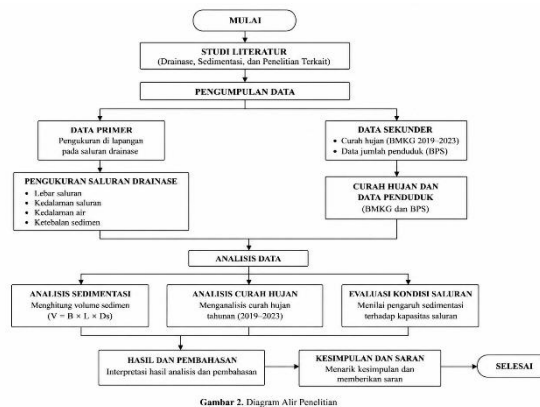 MULAI
STUDI LITERATUR
(Drainase, Sedimentasi, dan Penelitian Terkait)
PENGUMPULAN DATA
DATA PRIMER
Pengukuran di lapangan
pada saluran drainase
DATA SEKUNDER
• Curah hujan (BMKG 2019–2023)
• Data jumlah penduduk (BPS)
PENGUKURAN SALURAN DRAINASE
• Lebar saluran
• Kedalaman saluran
• Kedalaman air
• Ketebalan sedimen
CURAH HUJAN DAN
DATA PENDUDUK
(BMKG dan BPS)
ANALISIS DATA
ANALISIS SEDIMENTASI
Menghitung volume sedimen
(V = B × L × Ds)
ANALISIS CURAH HUJAN
Menganalisis curah hujan
tahunan (2019–2023)
EVALUASI KONDISI SALURAN
Menilai pengaruh sedimentasi
terhadap kapasitas saluran
HASIL DAN PEMBAHASAN
Interpretasi hasil analisis dan pembahasan
KESIMPULAN DAN SARAN
Menarik kesimpulan dan
memberikan saran
SELESAI
Gambar 2. Diagram Alir Penelitian